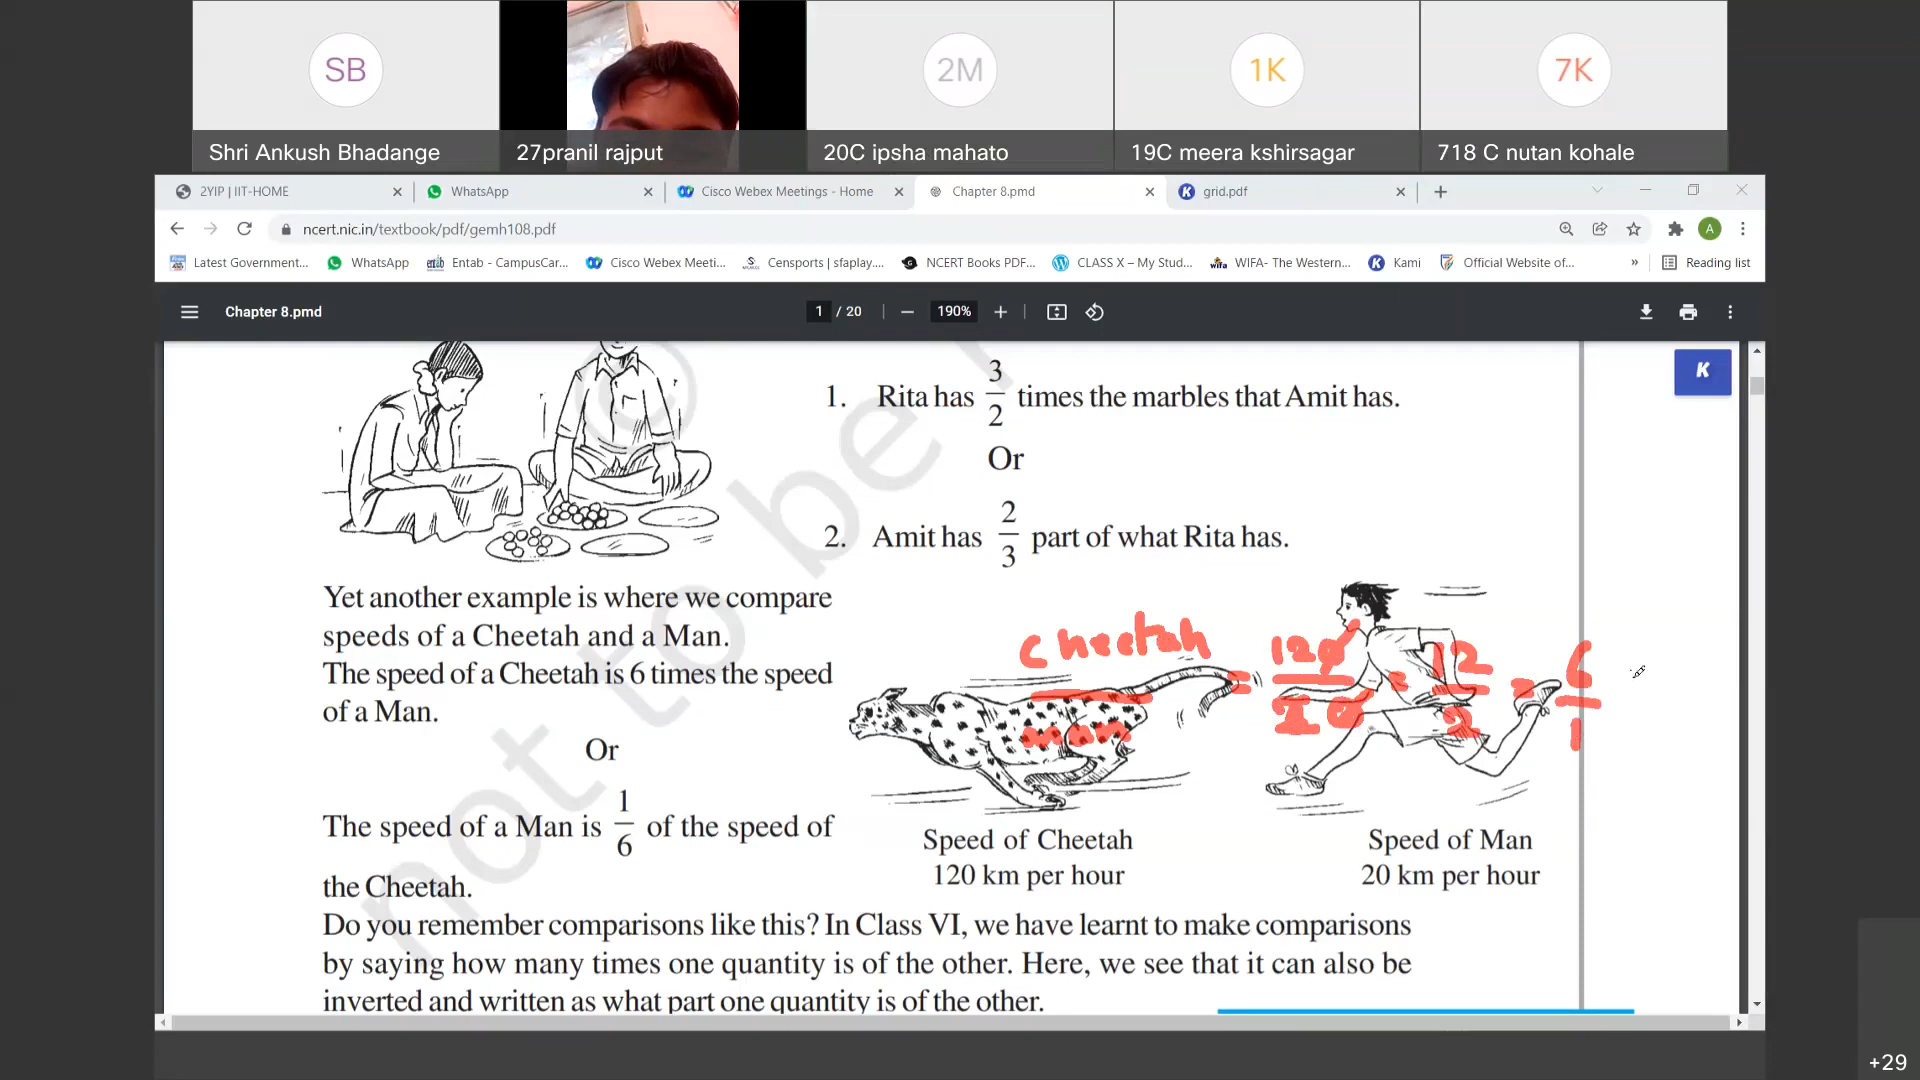 SB
2M
1K
7K
Shri Ankush Bhadange
27pranil rajput
20C ipsha mahato
19C meera kshirsagar
718 C nutan kohale
2YIP | IIT-HOME
WhatsApp
Cisco Webex Meetings - Home
Chapter 8.pmd
grid.pdf
ncert.nic.in/textbook/pdf/gemh108.pdf
A
Latest Government...
WhatsApp
Entab - CampusCar...
Cisco Webex Meeti...
Censports | sfaplay....
NCERT Books PDF...
CLASS X – My Stud...
WIFA- The Western...
Kami
Official Website of...
»
Reading list
Chapter 8.pmd
1 / 20
190%
K
1. Rita has 3/2 times the marbles that Amit has.
Or
2. Amit has 2/3 part of what Rita has.
Yet another example is where we compare
speeds of a Cheetah and a Man.
The speed of a Cheetah is 6 times the speed
of a Man.
Or
The speed of a Man is 1/6 of the speed of
the Cheetah.
Cheetah/man = 120/20 = 12/2 = 6/1
Speed of Cheetah
120 km per hour
Speed of Man
20 km per hour
Do you remember comparisons like this? In Class VI, we have learnt to make comparisons
by saying how many times one quantity is of the other. Here, we see that it can also be
inverted and written as what part one quantity is of the other.
not to be r
©
+29